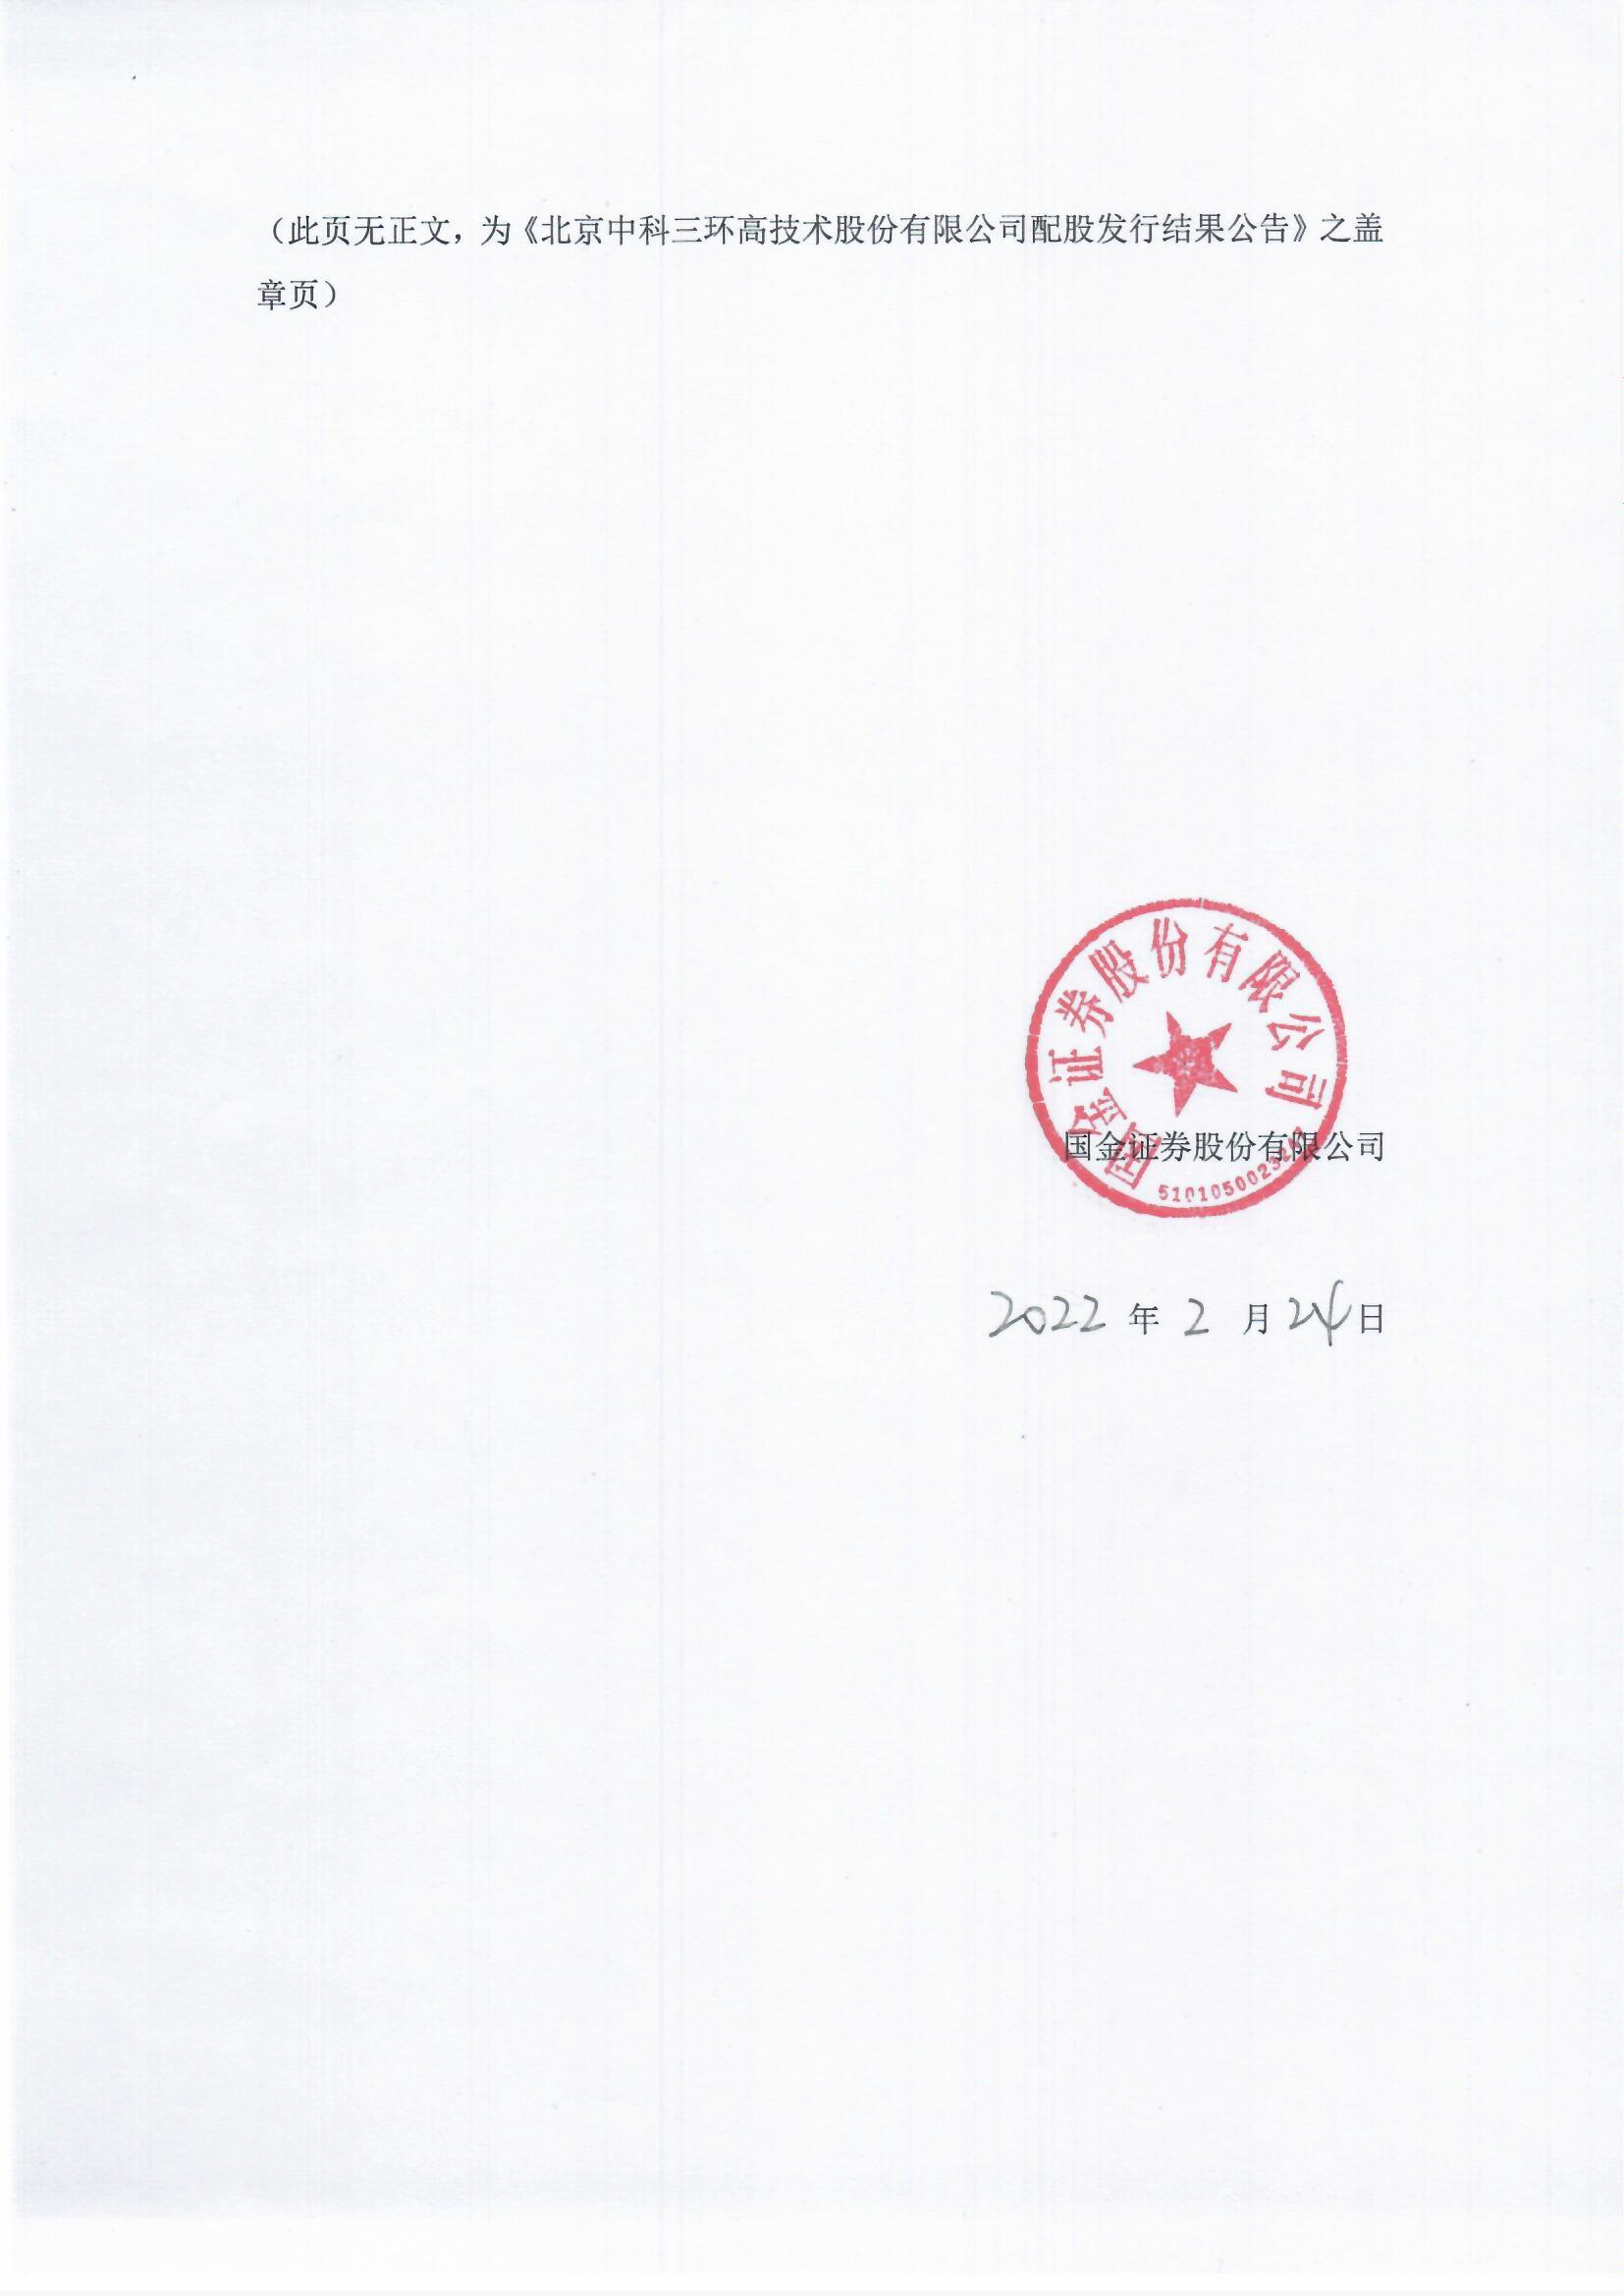 （此页无正文，为《北京中科三环高技术股份有限公司配股发行结果公告》之盖
章页）
国金证券股份有限公司
国金证券股份有限公司
2022 年 2 月 24 日